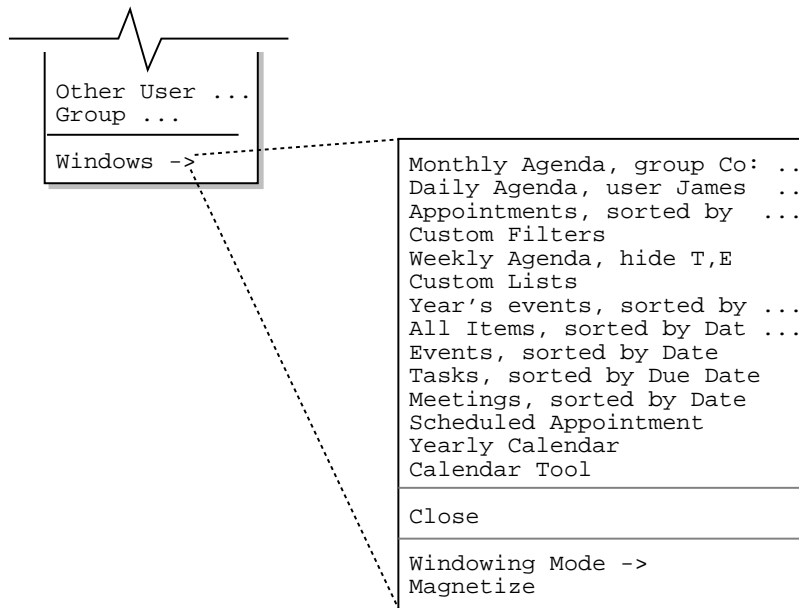 Other User ...
Group ...
Windows ->
Monthly Agenda, group Co: ..
Daily Agenda, user James ..
Appointments, sorted by ...
Custom Filters
Weekly Agenda, hide T,E
Custom Lists
Year's events, sorted by ...
All Items, sorted by Dat ...
Events, sorted by Date
Tasks, sorted by Due Date
Meetings, sorted by Date
Scheduled Appointment
Yearly Calendar
Calendar Tool
Close
Windowing Mode ->
Magnetize